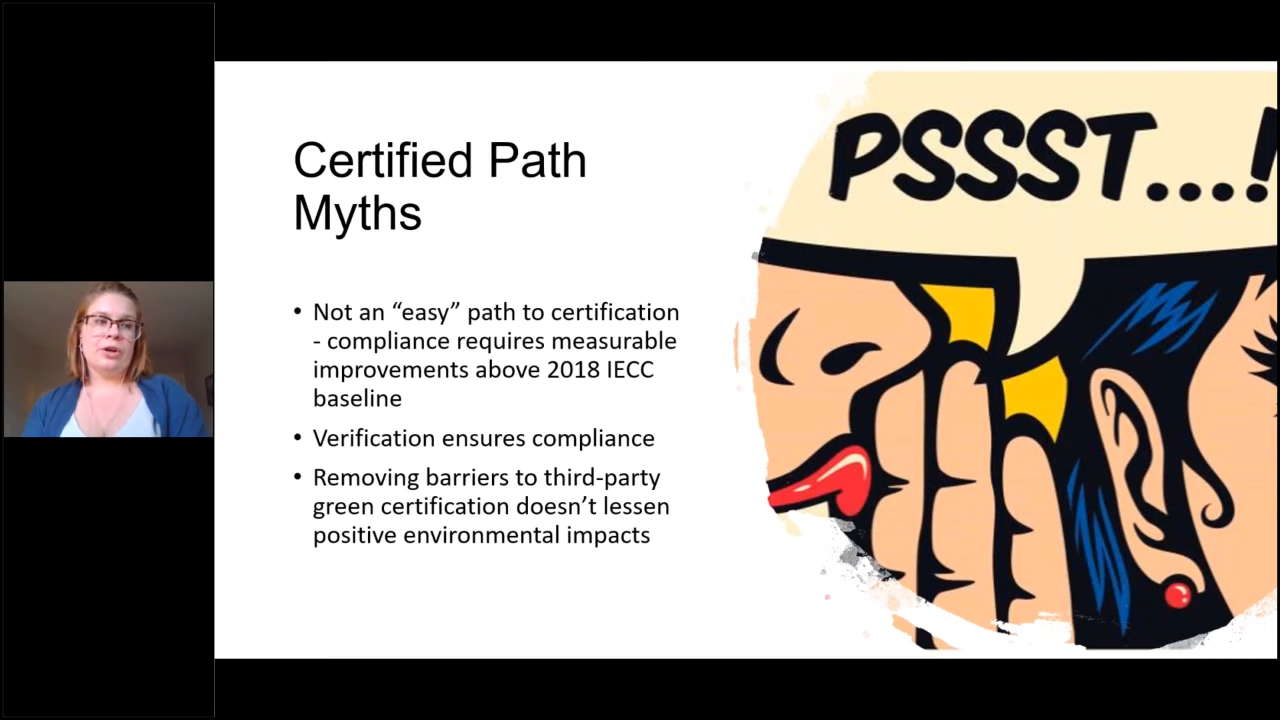 Certified Path
Myths
• Not an “easy” path to certification
- compliance requires measurable
improvements above 2018 IECC
baseline
• Verification ensures compliance
• Removing barriers to third-party
green certification doesn’t lessen
positive environmental impacts
PSSST...!